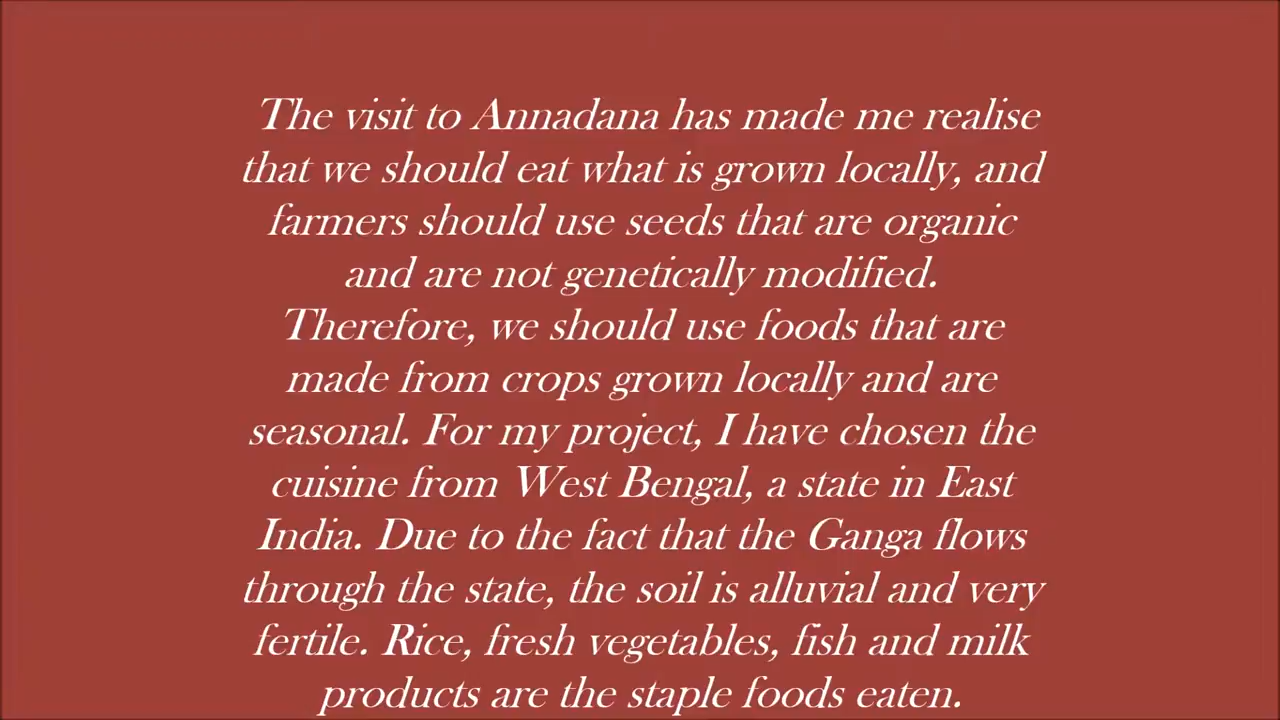 The visit to Annadana has made me realise
that we should eat what is grown locally, and
farmers should use seeds that are organic
and are not genetically modified.
Therefore, we should use foods that are
made from crops grown locally and are
seasonal. For my project, I have chosen the
cuisine from West Bengal, a state in East
India. Due to the fact that the Ganga flows
through the state, the soil is alluvial and very
fertile. Rice, fresh vegetables, fish and milk
products are the staple foods eaten.